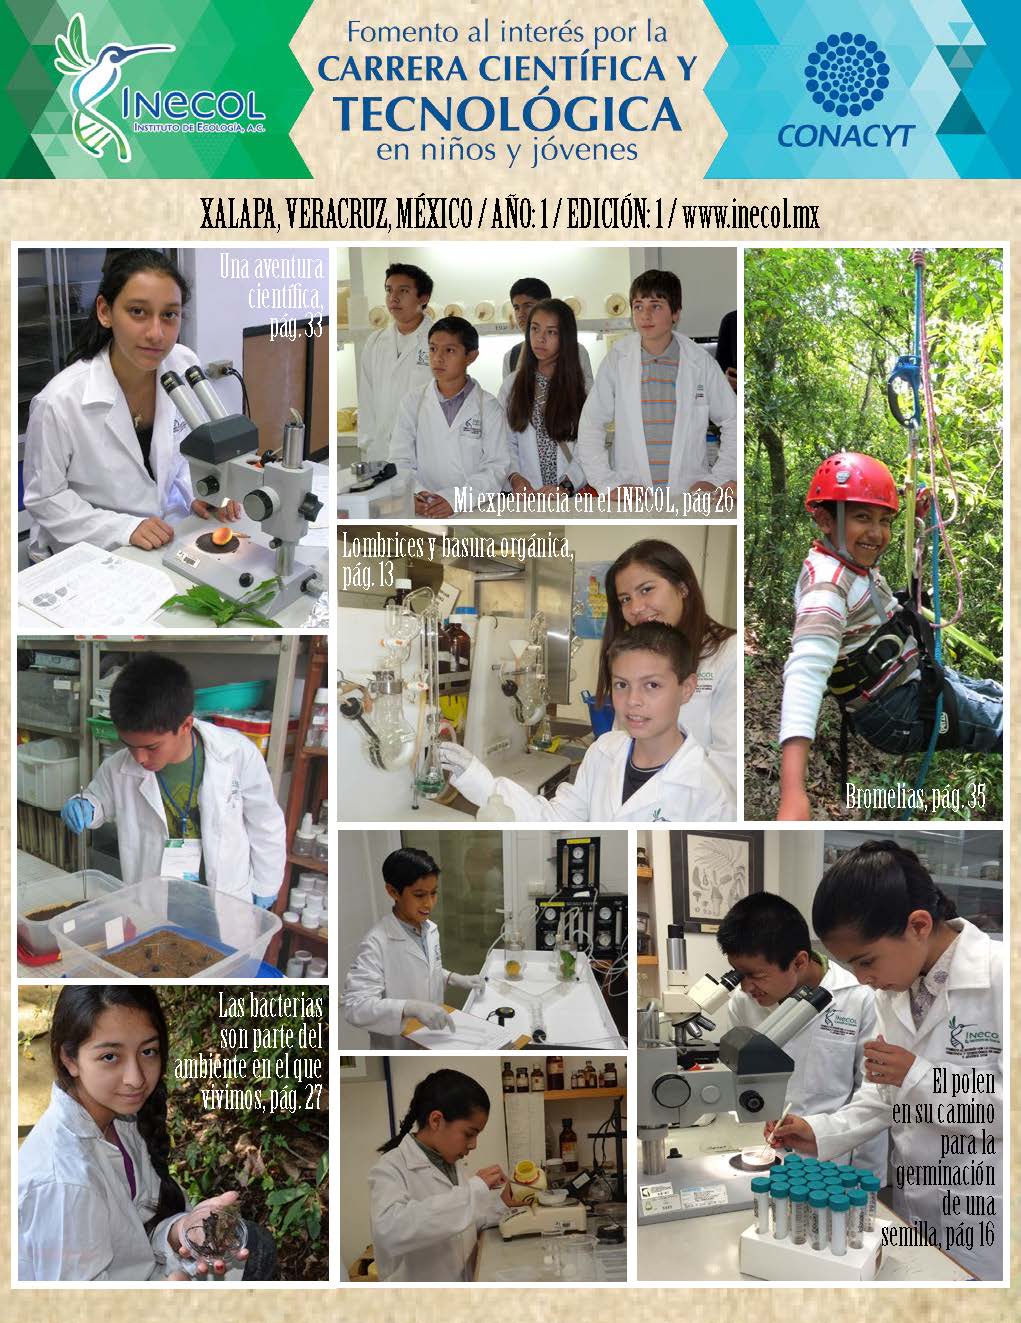 INECOL
INSTITUTO DE ECOLOGÍA, A.C.
Fomento al interés por la
CARRERA CIENTÍFICA Y
TECNOLÓGICA
en niños y jóvenes
CONACYT
XALAPA, VERACRUZ, MÉXICO / AÑO: 1 / EDICIÓN: 1 / www.inecol.mx
Una aventura
científica,
pág. 33
Mi experiencia en el INECOL, pág 26
Lombrices y basura orgánica,
pág. 13
Bromelias, pág. 35
Las bacterias
son parte del
ambiente en el que
vivimos, pág. 27
INECOL
El polen
en su camino
para la
germinación
de una
semilla, pág 16